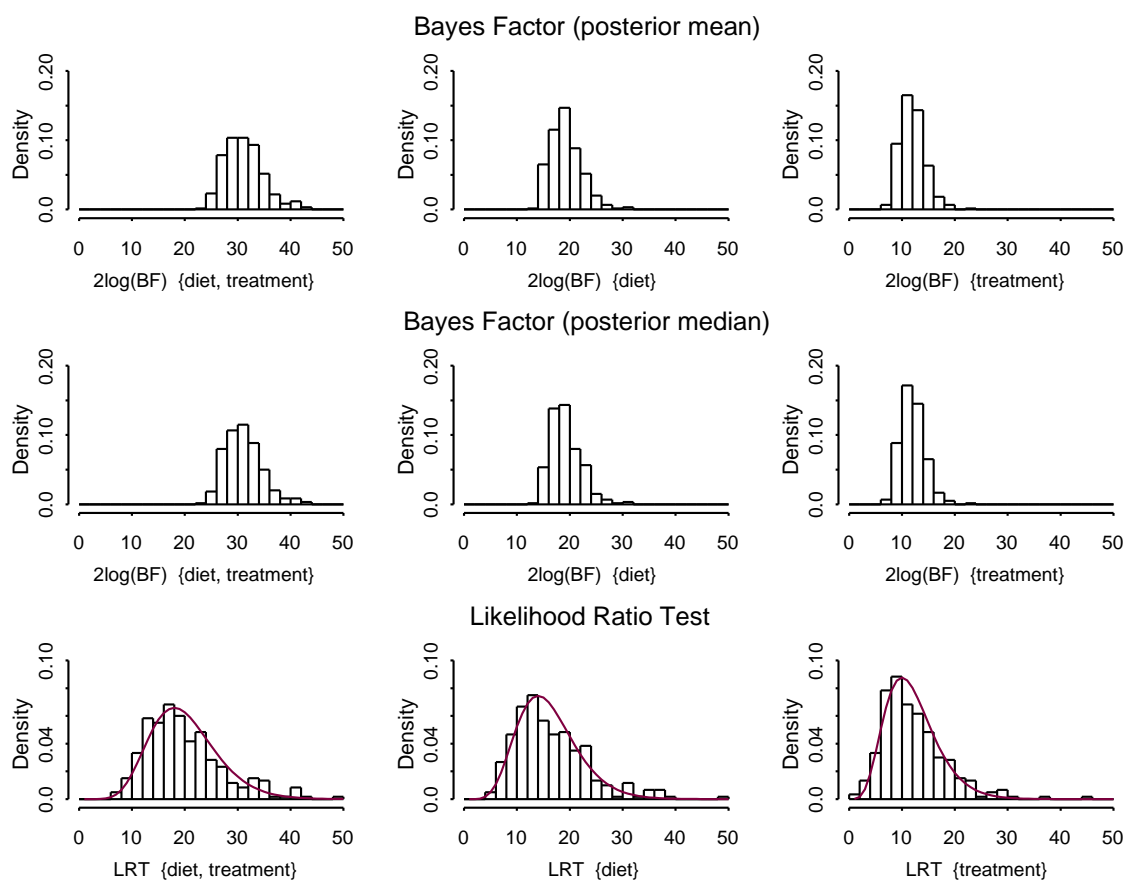 Bayes Factor (posterior mean)
Density
0.0 0.10 0.20
0 10 20 30 40 50
2log(BF) {diet, treatment}
Density
0.0 0.10 0.20
0 10 20 30 40 50
2log(BF) {diet}
Density
0.0 0.10 0.20
0 10 20 30 40 50
2log(BF) {treatment}
Bayes Factor (posterior median)
Density
0.0 0.10 0.20
0 10 20 30 40 50
2log(BF) {diet, treatment}
Density
0.0 0.10 0.20
0 10 20 30 40 50
2log(BF) {diet}
Density
0.0 0.10 0.20
0 10 20 30 40 50
2log(BF) {treatment}
Likelihood Ratio Test
Density
0.0 0.04 0.10
0 10 20 30 40 50
LRT {diet, treatment}
Density
0.0 0.04 0.10
0 10 20 30 40 50
LRT {diet}
Density
0.0 0.04 0.10
0 10 20 30 40 50
LRT {treatment}